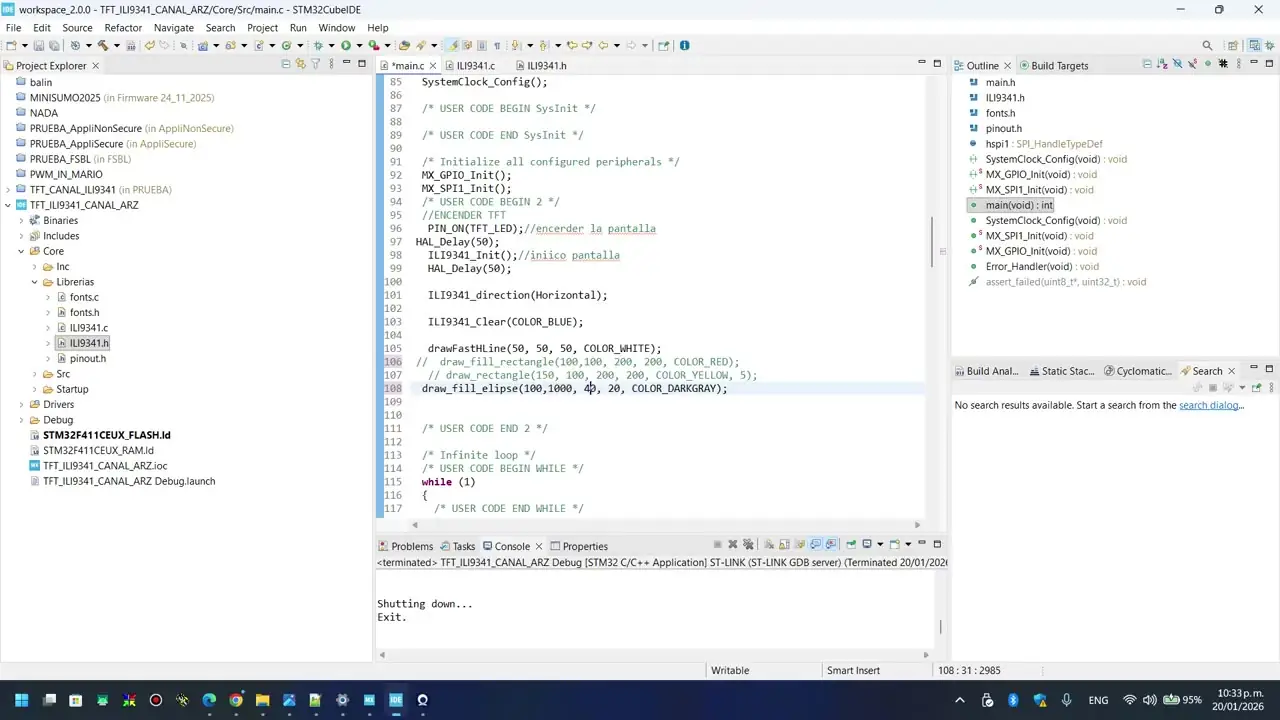 workspace_2.0.0 - TFT_ILI9341_CANAL_ARZ/Core/Src/main.c - STM32CubeIDE
File Edit Source Refactor Navigate Search Project Run Window Help
Project Explorer
balin
MINISUMO2025 (in Firmware 24_11_2025)
NADA
PRUEBA_AppliNonSecure (in AppliNonSecure)
PRUEBA_AppliSecure (in AppliSecure)
PRUEBA_FSBL (in FSBL)
PWM_IN_MARIO
TFT_CANAL_ILI9341 (in PRUEBA)
TFT_ILI9341_CANAL_ARZ
Binaries
Includes
Core
Inc
Librerias
fonts.c
fonts.h
ILI9341.c
ILI9341.h
pinout.h
Src
Startup
Drivers
Debug
STM32F411CEUX_FLASH.ld
STM32F411CEUX_RAM.ld
TFT_ILI9341_CANAL_ARZ.ioc
TFT_ILI9341_CANAL_ARZ Debug.launch
*main.c ILI9341.c ILI9341.h
85 SystemClock_Config();
86
87 /* USER CODE BEGIN SysInit */
88
89 /* USER CODE END SysInit */
90
91 /* Initialize all configured peripherals */
92 MX_GPIO_Init();
93 MX_SPI1_Init();
94 /* USER CODE BEGIN 2 */
95 //ENCENDER TFT
96 PIN_ON(TFT_LED);//encerder la pantalla
97 HAL_Delay(50);
98 ILI9341_Init();//iniico pantalla
99 HAL_Delay(50);
100
101 ILI9341_direction(Horizontal);
102
103 ILI9341_Clear(COLOR_BLUE);
104
105 drawFastHLine(50, 50, 50, COLOR_WHITE);
106 // draw_fill_rectangle(100,100, 200, 200, COLOR_RED);
107 // draw_rectangle(150, 100, 200, 200, COLOR_YELLOW, 5);
108 draw_fill_elipse(100,1000, 40, 20, COLOR_DARKGRAY);
109
110
111 /* USER CODE END 2 */
112
113 /* Infinite loop */
114 /* USER CODE BEGIN WHILE */
115 while (1)
116 {
117 /* USER CODE END WHILE */
Problems Tasks Console Properties
<terminated> TFT_ILI9341_CANAL_ARZ Debug [STM32 C/C++ Application] ST-LINK (ST-LINK GDB server) (Terminated 20/01/2026
Shutting down...
Exit.
Outline Build Targets
main.h
ILI9341.h
fonts.h
pinout.h
hspi1 : SPI_HandleTypeDef
SystemClock_Config(void) : void
MX_GPIO_Init(void) : void
MX_SPI1_Init(void) : void
main(void) : int
SystemClock_Config(void) : void
MX_SPI1_Init(void) : void
MX_GPIO_Init(void) : void
Error_Handler(void) : void
assert_failed(uint8_t*, uint32_t) : void
Build Anal... Static Stac... Cyclomatic... Search
No search results available. Start a search from the search dialog...
Writable Smart Insert 108 : 31 : 2985
ENG 95% 10:33 p.m.
20/01/2026